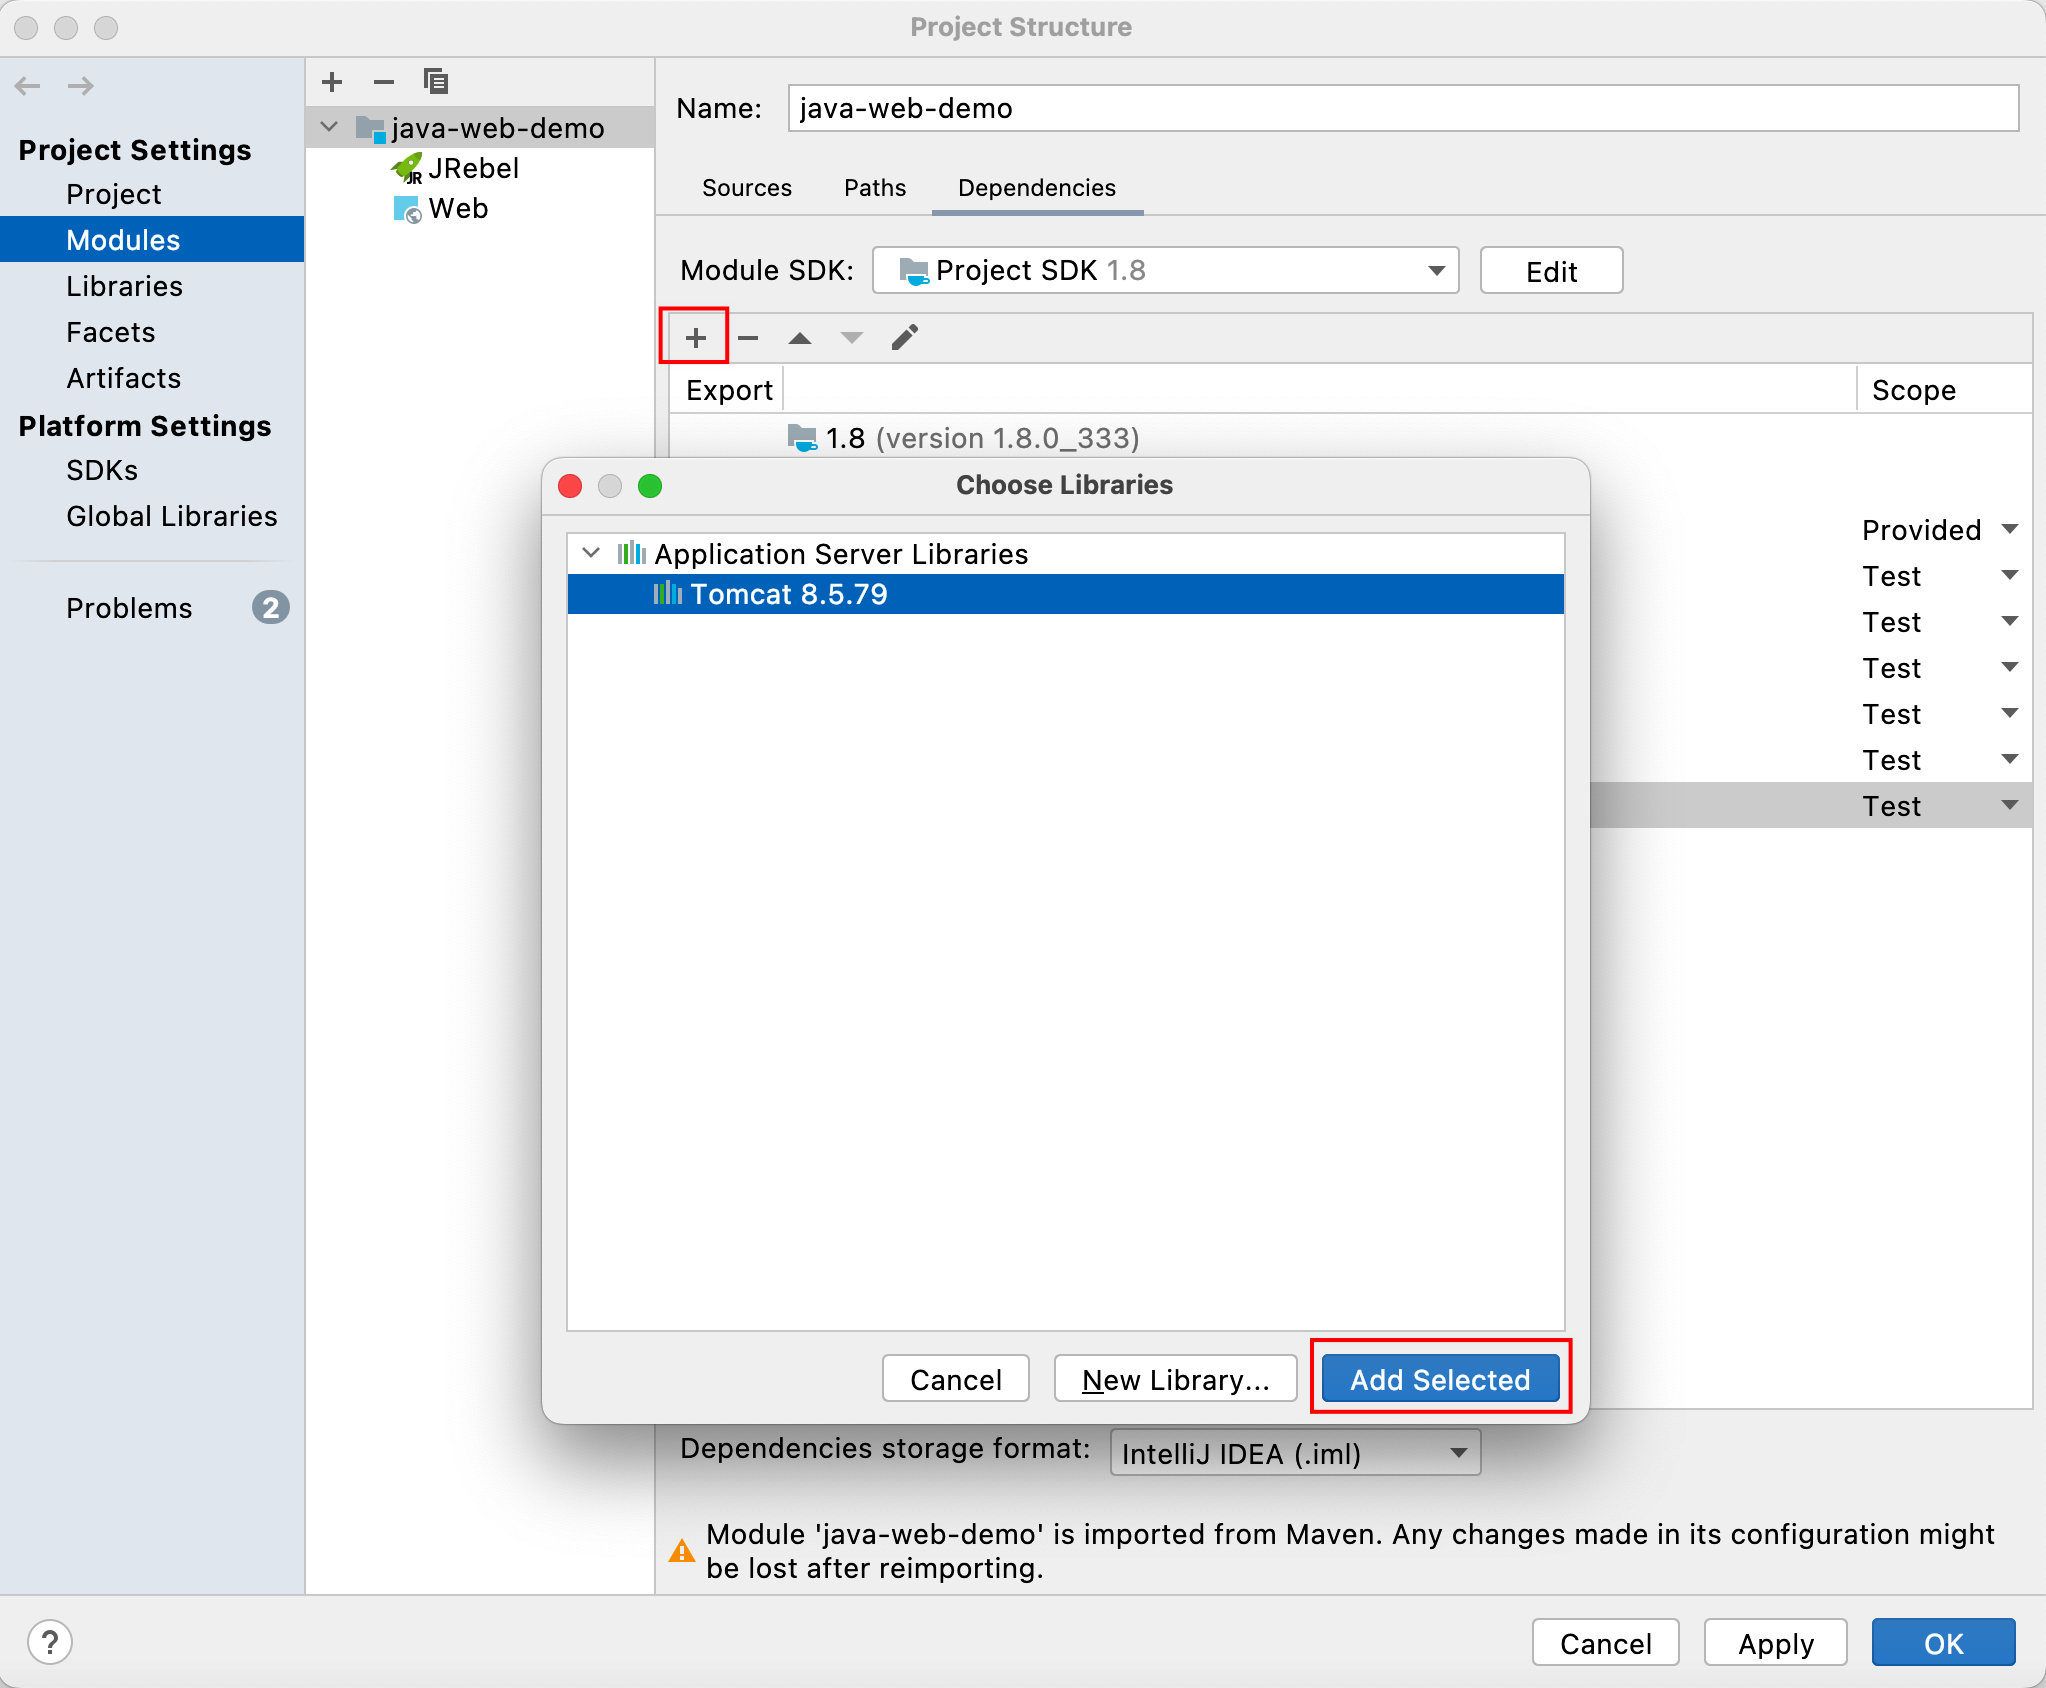 Project Structure
Project Settings
Project
Modules
Libraries
Facets
Artifacts
Platform Settings
SDKs
Global Libraries
Problems 2
java-web-demo
JR JRebel
Web
Name: java-web-demo
Sources Paths Dependencies
Module SDK: Project SDK 1.8 Edit
Export Scope
1.8 (version 1.8.0_333)
Provided
Test
Test
Test
Test
Test
Test
Choose Libraries
Application Server Libraries
Tomcat 8.5.79
Cancel New Library... Add Selected
Dependencies storage format: IntelliJ IDEA (.iml)
Module 'java-web-demo' is imported from Maven. Any changes made in its configuration might
be lost after reimporting.
? Cancel Apply OK